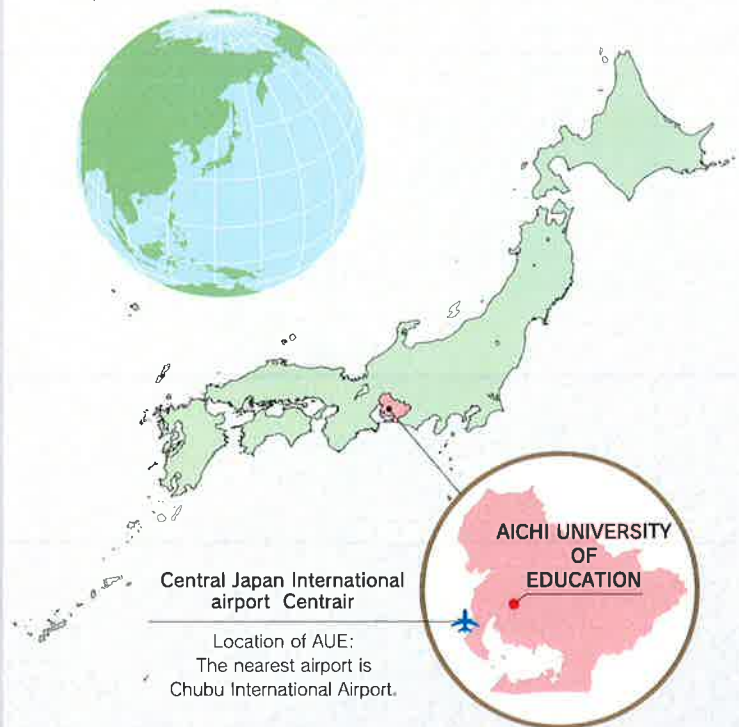 AICHI UNIVERSITY
OF
EDUCATION
Central Japan International
airport Centrair
Location of AUE:
The nearest airport is
Chubu International Airport.